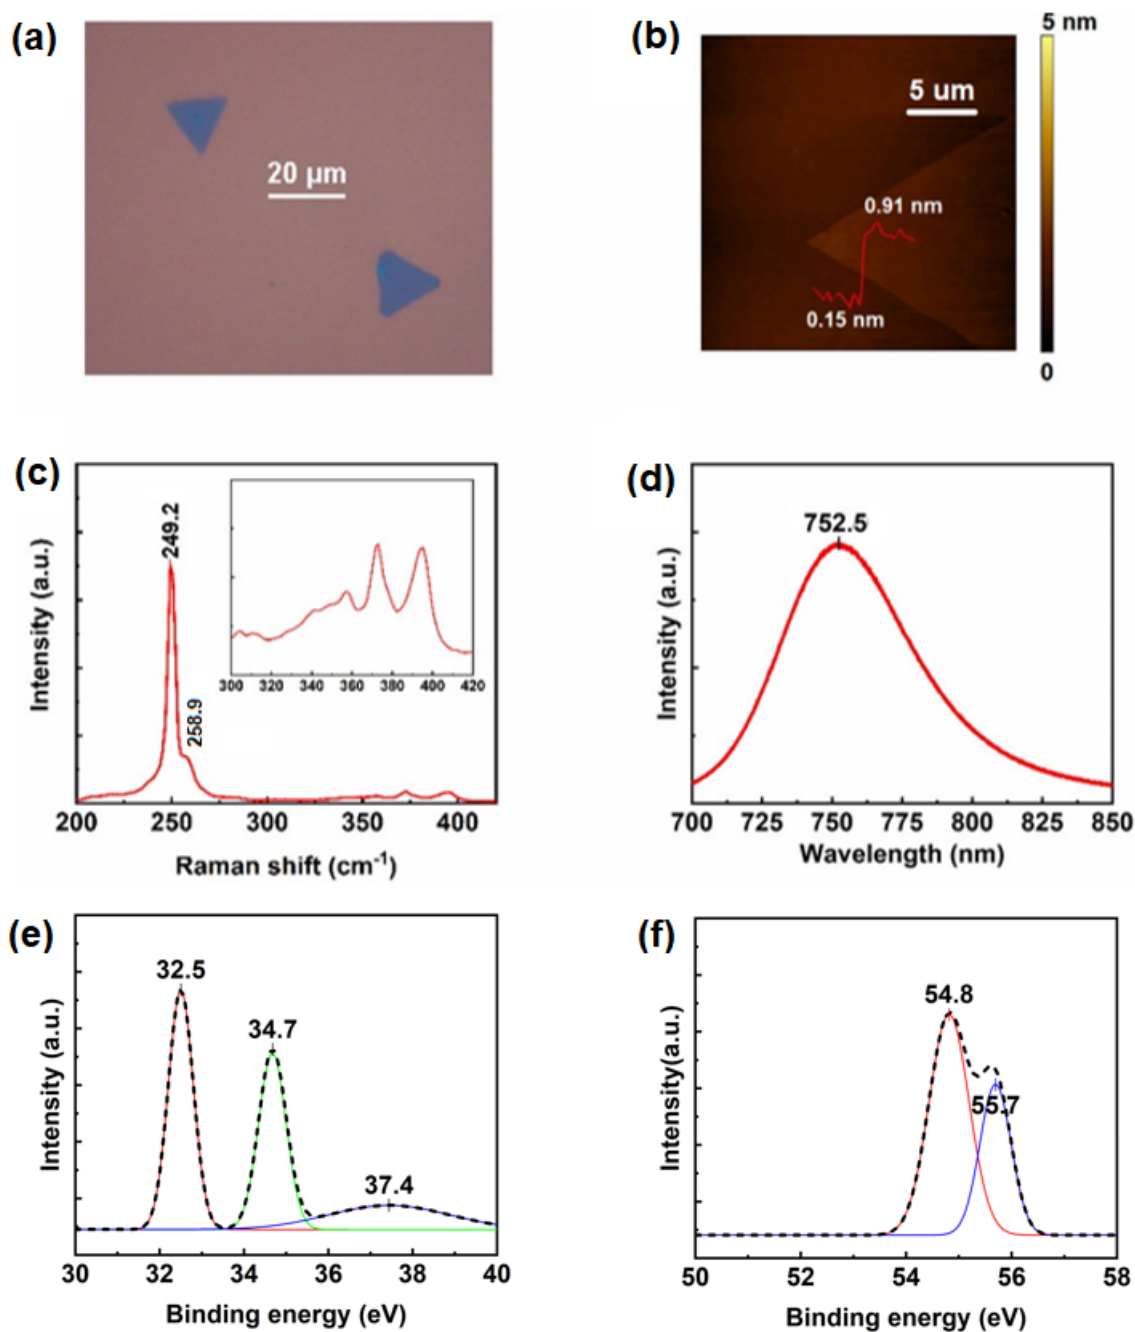 (a)
20 µm
(b)
5 nm
5 um
0.91 nm
0.15 nm
0
(c)
Intensity (a.u.)
249.2
258.9
300 320 340 360 380 400 420
200 250 300 350 400
Raman shift (cm-1)
(d)
Intensity (a.u.)
752.5
700 725 750 775 800 825 850
Wavelength (nm)
(e)
Intensity (a.u.)
32.5
34.7
37.4
30 32 34 36 38 40
Binding energy (eV)
(f)
Intensity(a.u.)
54.8
55.7
50 52 54 56 58
Binding energy (eV)